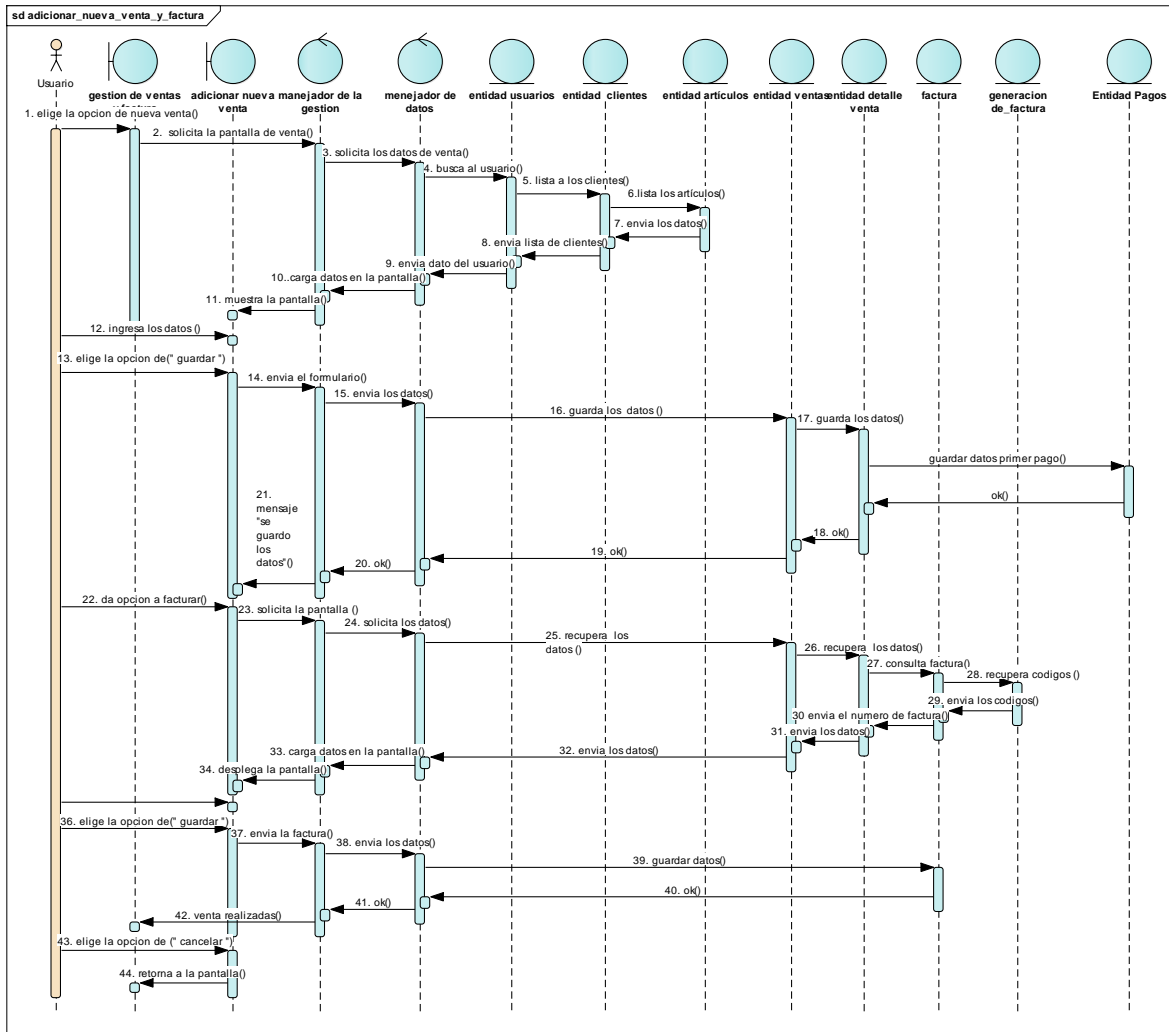 sd adicionar_nueva_venta_y_factura
Usuario
gestion de ventas
adicionar nueva
venta
manejador de la
gestion
menejador de
datos
entidad usuarios
entidad clientes
entidad artículos
entidad ventas
entidad detalle
venta
factura
generacion
de_factura
Entidad Pagos
1. elige la opcion de nueva venta()
2. solicita la pantalla de venta()
3. solicita los datos de venta()
4. busca al usuario()
5. lista a los clientes()
6.lista los artículos()
7. envia los datos()
8. envia lista de clientes()
9. envia dato del usuario()
10..carga datos en la pantalla()
11. muestra la pantalla()
12. ingresa los datos ()
13. elige la opcion de(" guardar ")
14. envia el formulario()
15. envia los datos()
16. guarda los datos ()
17. guarda los datos()
guardar datos primer pago()
ok()
18. ok()
19. ok()
20. ok()
21.
mensaje
"se
guardo
los
datos"()
22. da opcion a facturar()
23. solicita la pantalla ()
24. solicita los datos()
25. recupera los
datos ()
26. recupera los datos()
27. consulta factura()
28. recupera codigos ()
29. envia los codigos()
30 envia el numero de factura()
31. envia los datos()
32. envia los datos()
33. carga datos en la pantalla()
34. desplega la pantalla()
36. elige la opcion de(" guardar ")
37. envia la factura()
38. envia los datos()
39. guardar datos()
40. ok()
41. ok()
42. venta realizadas()
43. elige la opcion de (" cancelar ")
44. retorna a la pantalla()